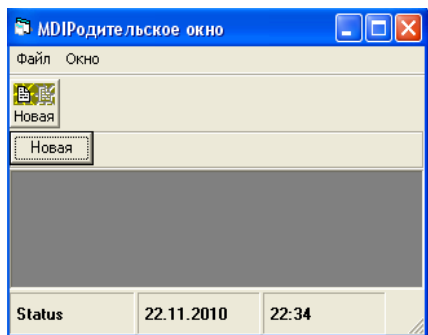 MDIРодительское окно
Файл Окно
Новая
Новая
Status 22.11.2010 22:34